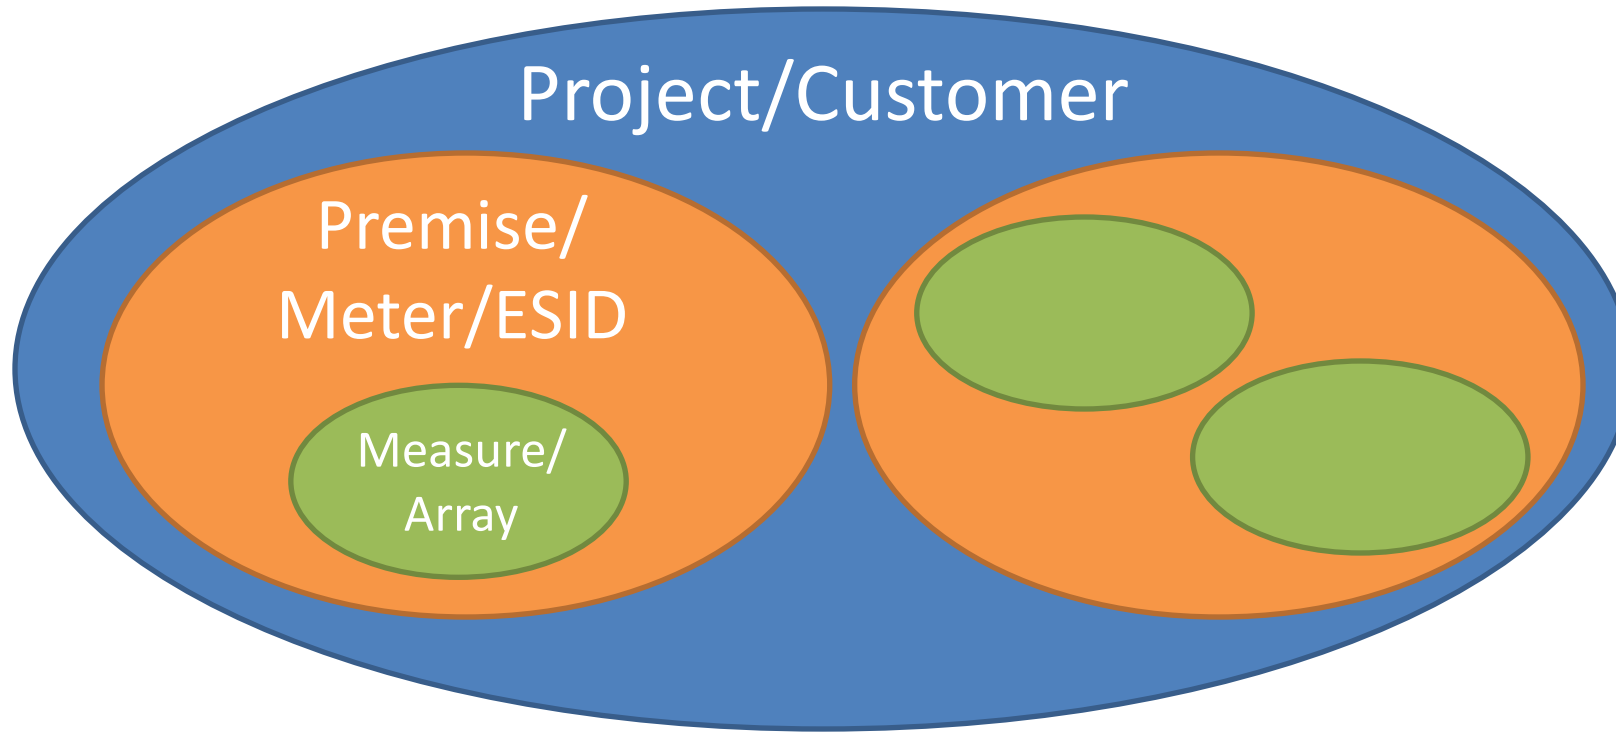 Project/Customer
Premise/
Meter/ESID
Measure/
Array